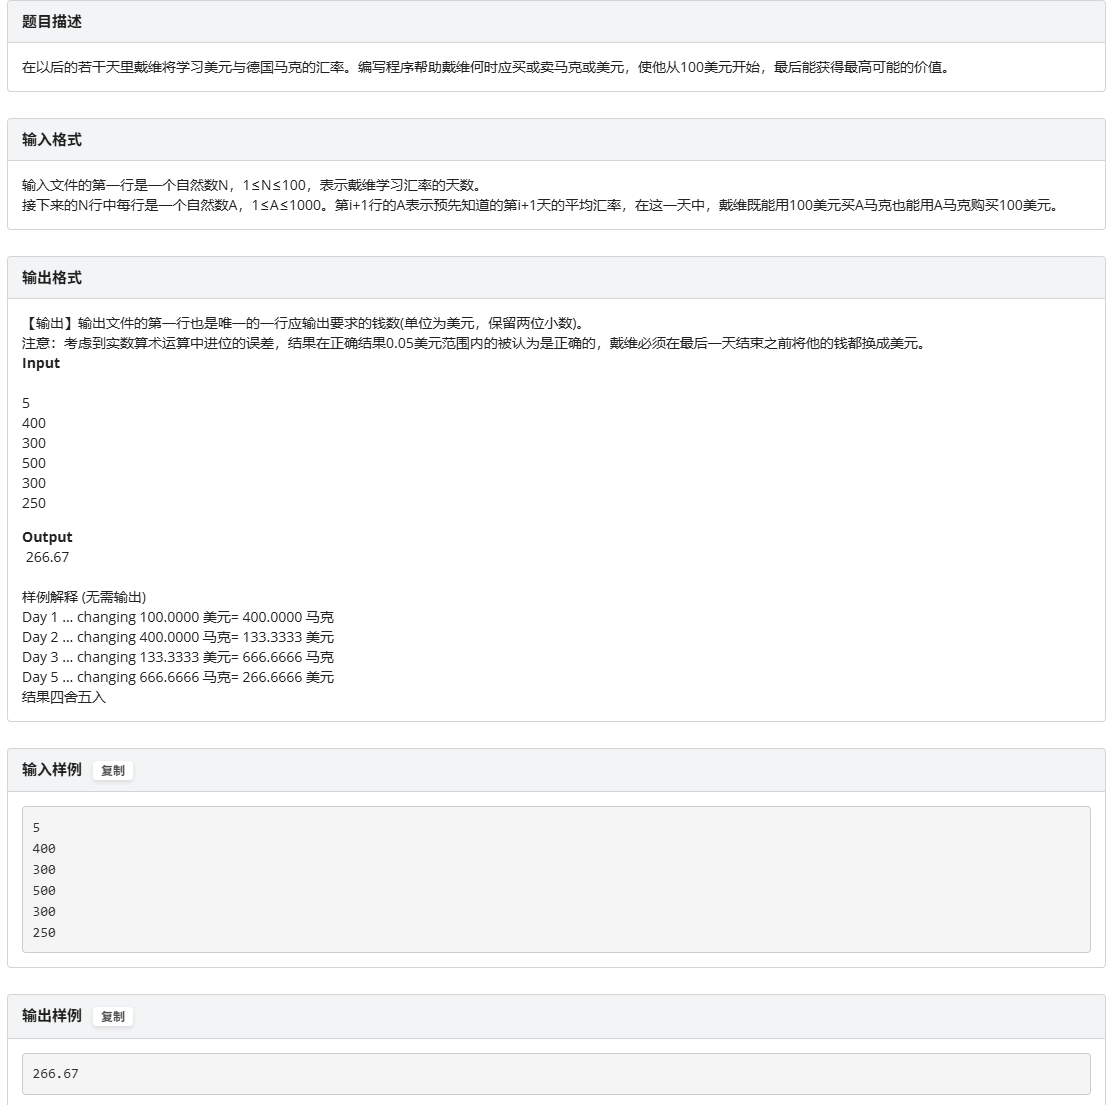 题目描述
在以后的若干天里戴维将学习美元与德国马克的汇率。编写程序帮助戴维何时应买或卖马克或美元，使他从100美元开始，最后能获得最高可能的价值。
输入格式
输入文件的第一行是一个自然数N，1≤N≤100，表示戴维学习汇率的天数。
接下来的N行中每行是一个自然数A，1≤A≤1000。第i+1行的A表示预先知道的第i+1天的平均汇率，在这一天中，戴维既能用100美元买A马克也能用A马克购买100美元。
输出格式
【输出】输出文件的第一行也是唯一的一行应输出要求的钱数(单位为美元，保留两位小数)。
注意：考虑到实数算术运算中进位的误差，结果在正确结果0.05美元范围内的被认为是正确的，戴维必须在最后一天结束之前将他的钱都换成美元。
Input
5
400
300
500
300
250
Output
266.67
样例解释 (无需输出)
Day 1 ... changing 100.0000 美元= 400.0000 马克
Day 2 ... changing 400.0000 马克= 133.3333 美元
Day 3 ... changing 133.3333 美元= 666.6666 马克
Day 5 ... changing 666.6666 马克= 266.6666 美元
结果四舍五入
输入样例 复制
5
400
300
500
300
250
输出样例 复制
266.67